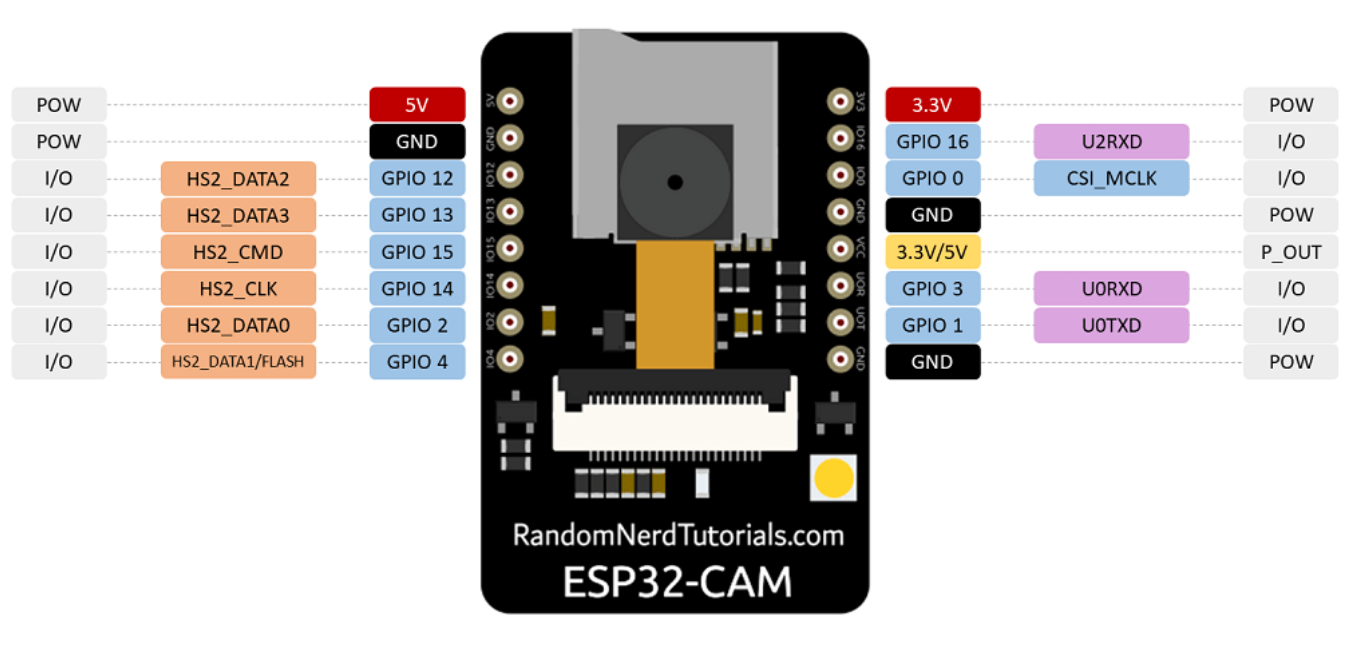 POW 5V 5V 3V3 3.3V POW
POW GND GND IO16 GPIO 16 U2RXD I/O
I/O HS2_DATA2 GPIO 12 IO12 IO0 GPIO 0 CSI_MCLK I/O
I/O HS2_DATA3 GPIO 13 IO13 GND GND POW
I/O HS2_CMD GPIO 15 IO15 VCC 3.3V/5V P_OUT
I/O HS2_CLK GPIO 14 IO14 UOR GPIO 3 U0RXD I/O
I/O HS2_DATA0 GPIO 2 IO2 UOT GPIO 1 U0TXD I/O
I/O HS2_DATA1/FLASH GPIO 4 IO4 GND GND POW
RandomNerdTutorials.com
ESP32-CAM